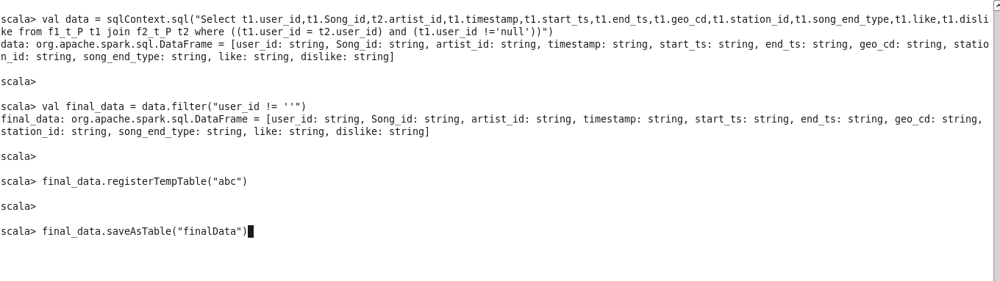 scala> val data = sqlContext.sql("Select t1.user_id,t1.Song_id,t2.artist_id,t1.timestamp,t1.start_ts,t1.end_ts,t1.geo_cd,t1.station_id,t1.song_end_type,t1.like,t1.disli
ke from f1_t_P t1 join f2_t_P t2 where ((t1.user_id = t2.user_id) and (t1.user_id !='null'))")
data: org.apache.spark.sql.DataFrame = [user_id: string, Song_id: string, artist_id: string, timestamp: string, start_ts: string, end_ts: string, geo_cd: string, statio
n_id: string, song_end_type: string, like: string, dislike: string]
scala>
scala> val final_data = data.filter("user_id != ''")
final_data: org.apache.spark.sql.DataFrame = [user_id: string, Song_id: string, artist_id: string, timestamp: string, start_ts: string, end_ts: string, geo_cd: string,
station_id: string, song_end_type: string, like: string, dislike: string]
scala>
scala> final_data.registerTempTable("abc")
scala>
scala> final_data.saveAsTable("finalData")